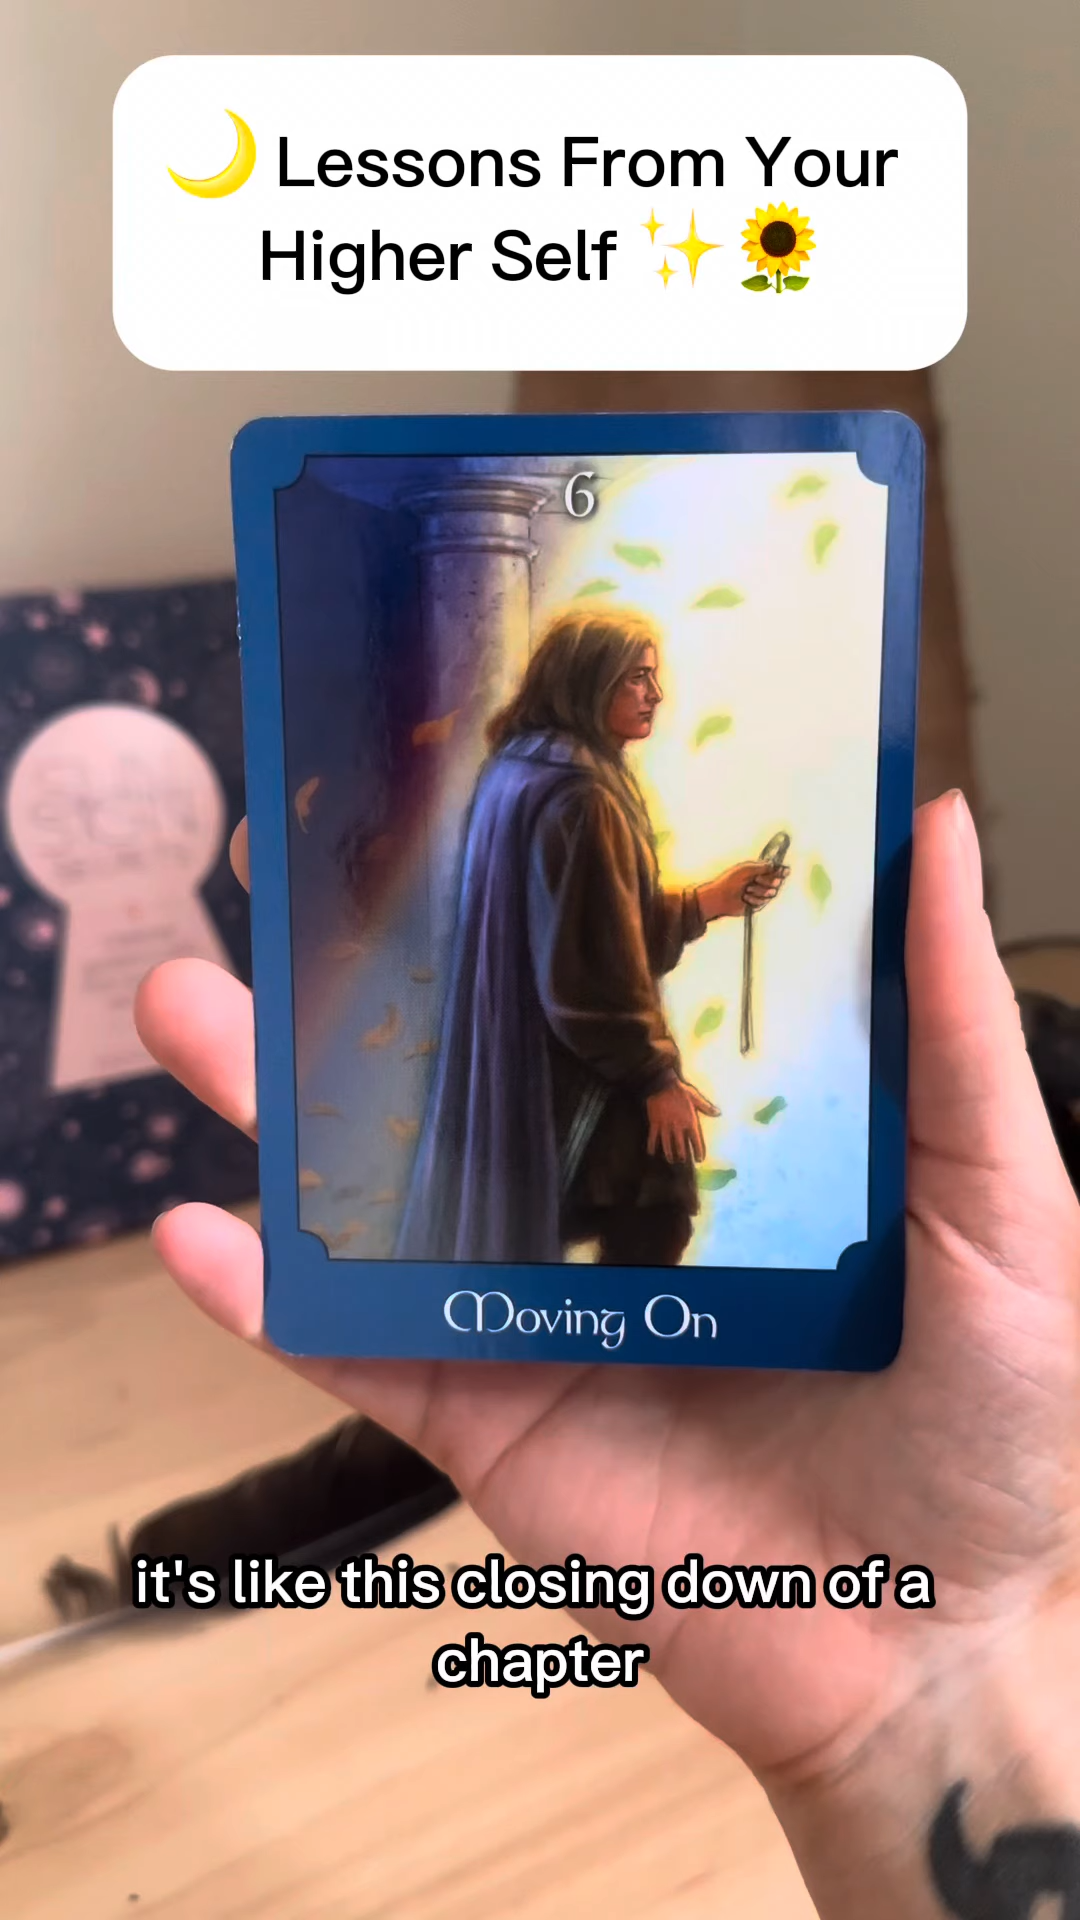 🌙 Lessons From Your
Higher Self ✨🌻
6
Moving On
it's like this closing down of a
chapter